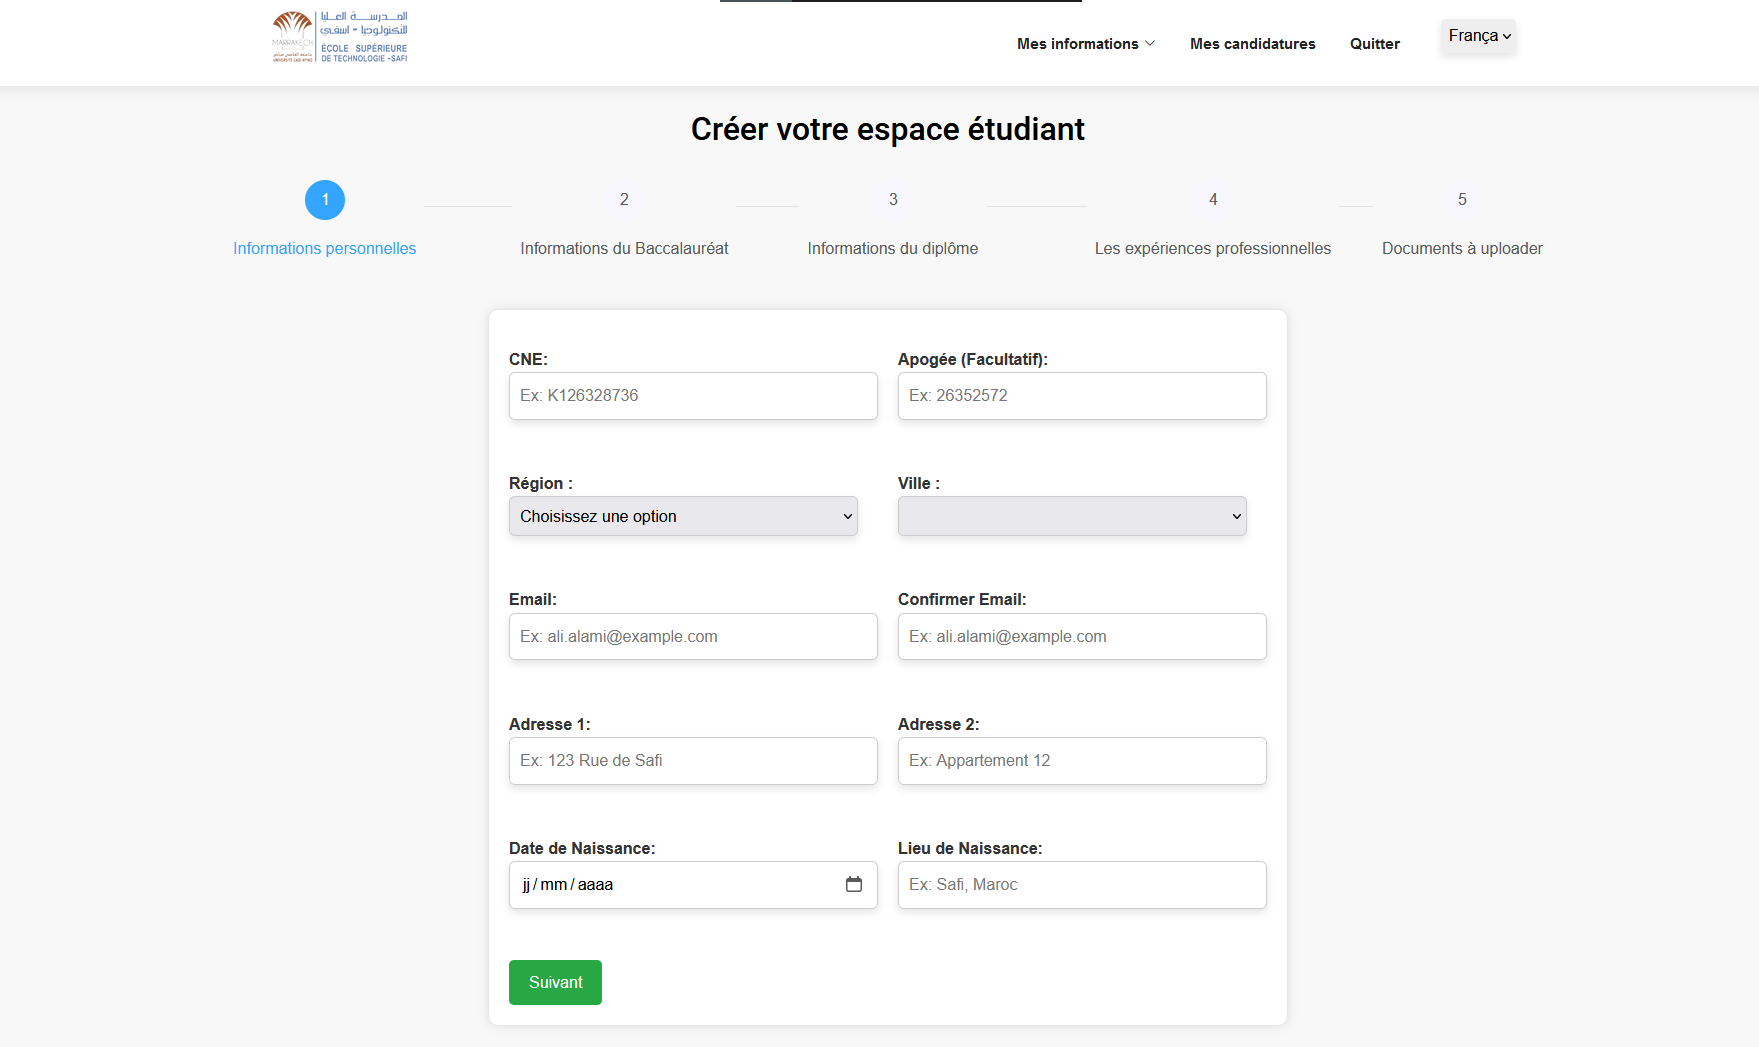 المدرسة العليا
للتكنولوجيا - اسفي
MARRAKECH
ÉCOLE SUPÉRIEURE
DE TECHNOLOGIE -SAFI
Mes informations
Mes candidatures
Quitter
França
Créer votre espace étudiant
1
2
3
4
5
Informations personnelles
Informations du Baccalauréat
Informations du diplôme
Les expériences professionnelles
Documents à uploader
CNE:
Apogée (Facultatif):
Ex: K126328736
Ex: 26352572
Région :
Ville :
Choisissez une option
Email:
Confirmer Email:
Ex: ali.alami@example.com
Ex: ali.alami@example.com
Adresse 1:
Adresse 2:
Ex: 123 Rue de Safi
Ex: Appartement 12
Date de Naissance:
Lieu de Naissance:
jj/mm/aaaa
Ex: Safi, Maroc
Suivant